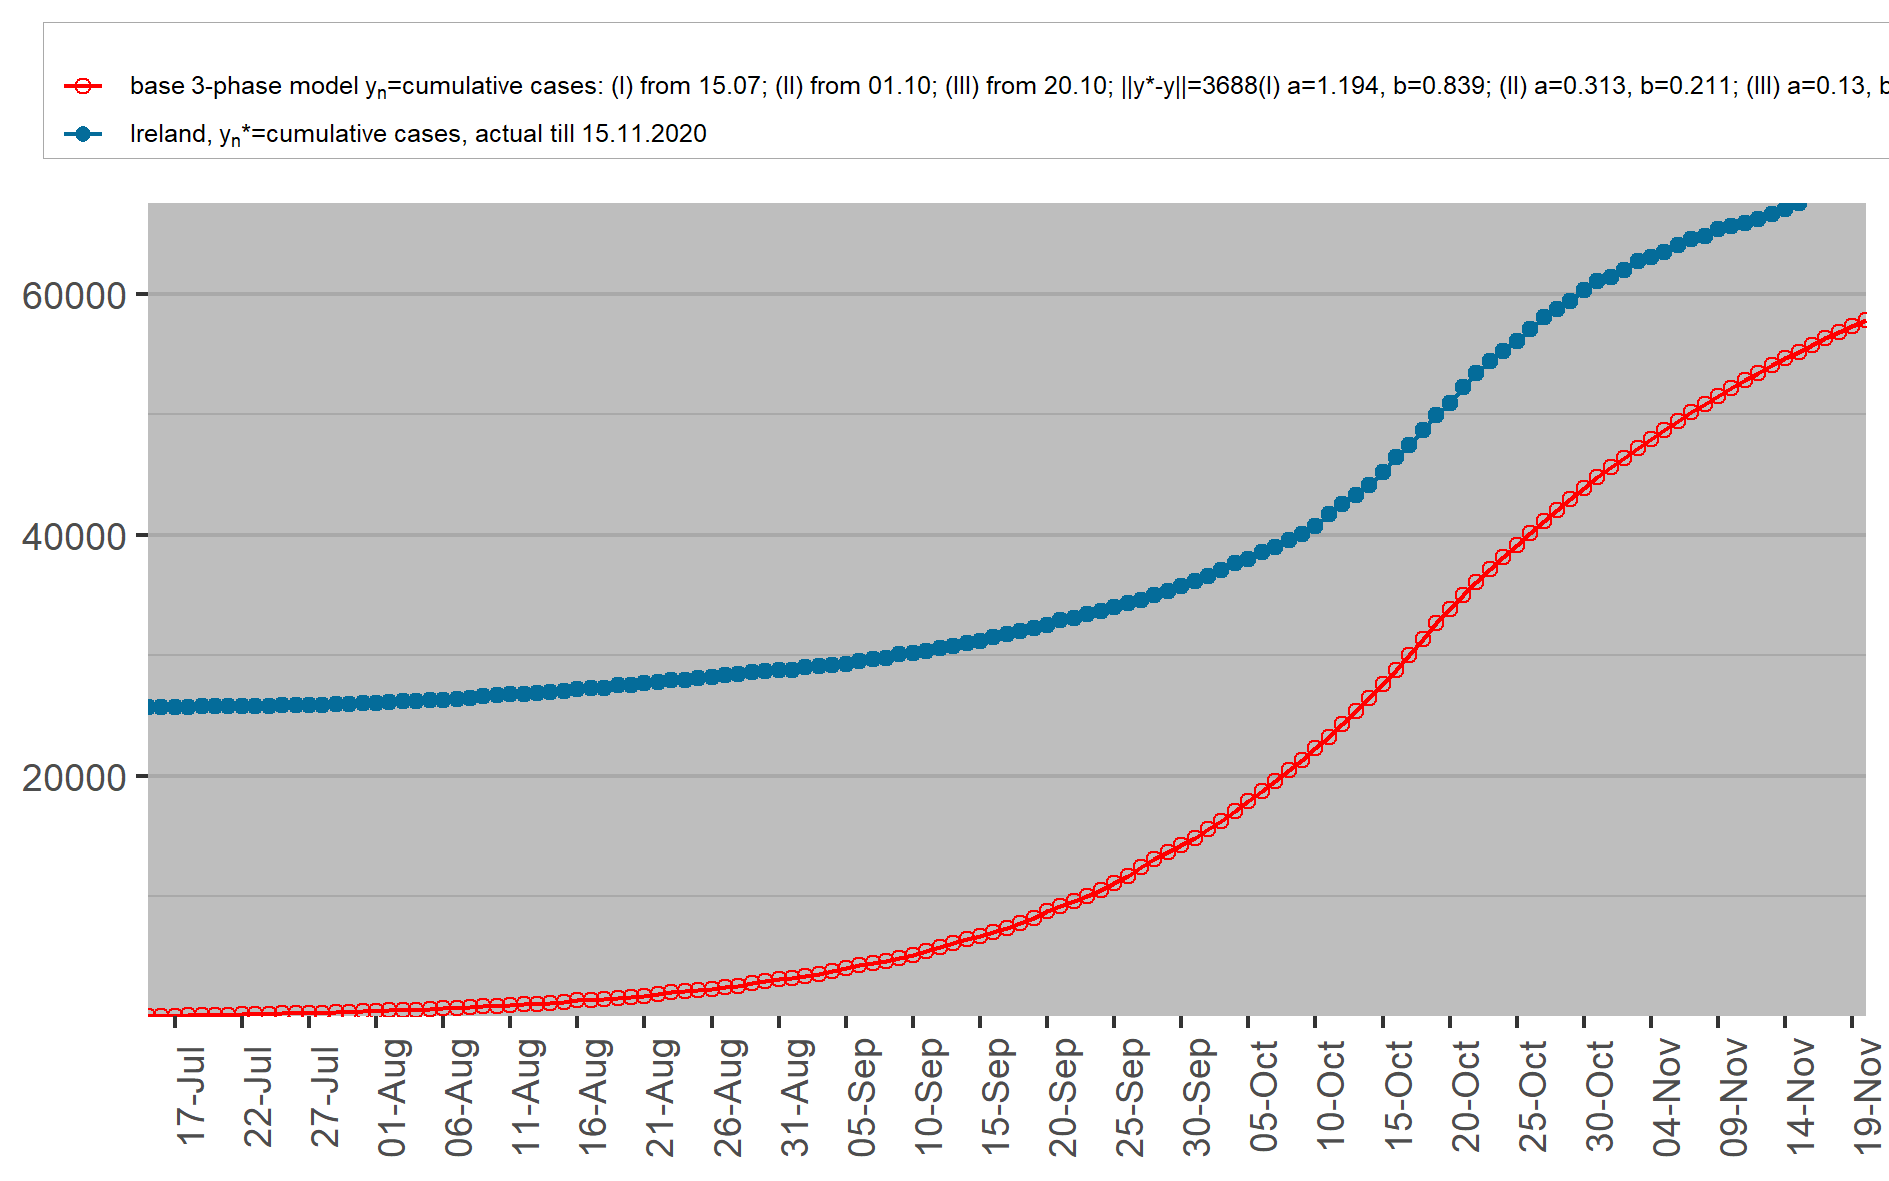 base 3-phase model yn=cumulative cases: (I) from 15.07; (II) from 01.10; (III) from 20.10; ||y*-y||=3688(I) a=1.194, b=0.839; (II) a=0.313, b=0.211; (III) a=0.13, b
Ireland, yn*=cumulative cases, actual till 15.11.2020
60000
40000
20000
17-Jul
22-Jul
27-Jul
01-Aug
06-Aug
11-Aug
16-Aug
21-Aug
26-Aug
31-Aug
05-Sep
10-Sep
15-Sep
20-Sep
25-Sep
30-Sep
05-Oct
10-Oct
15-Oct
20-Oct
25-Oct
30-Oct
04-Nov
09-Nov
14-Nov
19-Nov